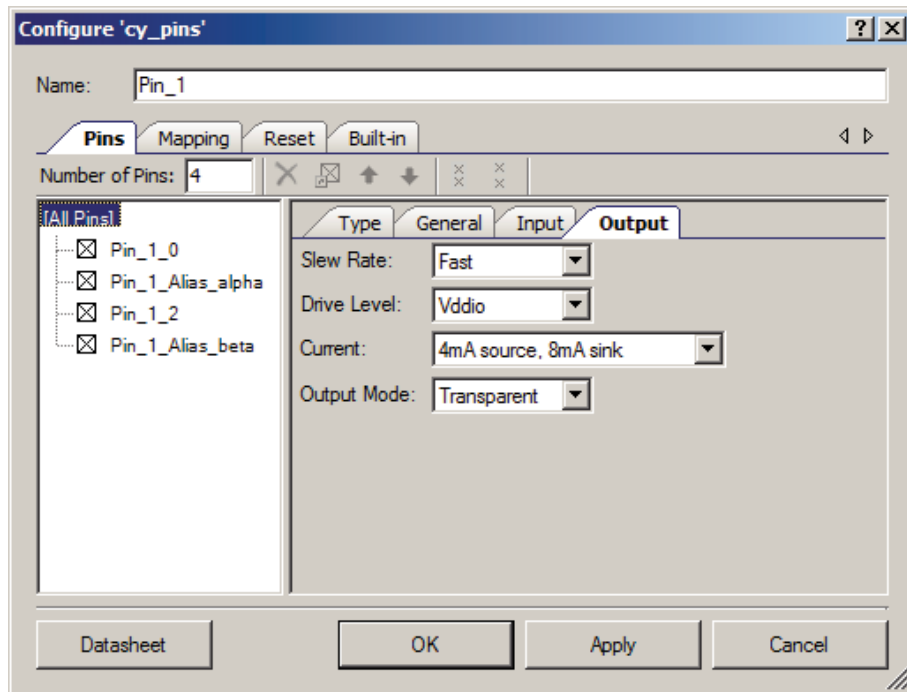 Configure 'cy_pins'
Name: Pin_1
Pins Mapping Reset Built-in
Number of Pins: 4
[All Pins]
Pin_1_0
Pin_1_Alias_alpha
Pin_1_2
Pin_1_Alias_beta
Type General Input Output
Slew Rate: Fast
Drive Level: Vddio
Current: 4mA source, 8mA sink
Output Mode: Transparent
Datasheet OK Apply Cancel